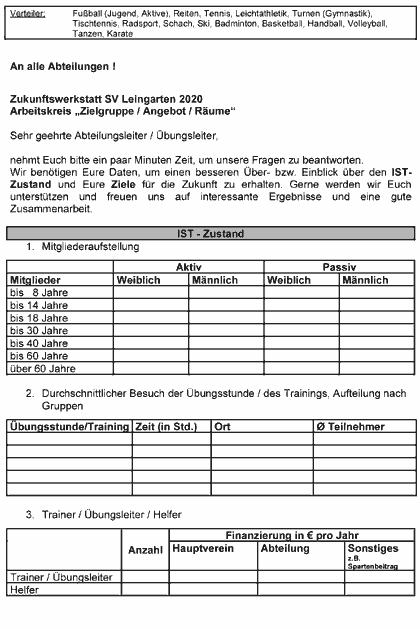 Verteiler: Fußball (Jugend, Aktive), Reiten, Tennis, Leichtathletik, Turnen (Gymnastik),
Tischtennis, Radsport, Schach, Ski, Badminton, Basketball, Handball, Volleyball,
Tanzen, Karate
An alle Abteilungen !
Zukunftswerkstatt SV Leingarten 2020
Arbeitskreis „Zielgruppe / Angebot / Räume“
Sehr geehrte Abteilungsleiter / Übungsleiter,
nehmt Euch bitte ein paar Minuten Zeit, um unsere Fragen zu beantworten.
Wir benötigen Eure Daten, um einen besseren Über- bzw. Einblick über den IST-
Zustand und Eure Ziele für die Zukunft zu erhalten. Gerne werden wir Euch
unterstützen und freuen uns auf interessante Ergebnisse und eine gute
Zusammenarbeit.
IST - Zustand
1. Mitgliederaufstellung
Aktiv Passiv
Mitglieder Weiblich Männlich Weiblich Männlich
bis 8 Jahre
bis 14 Jahre
bis 18 Jahre
bis 30 Jahre
bis 40 Jahre
bis 60 Jahre
über 60 Jahre
2. Durchschnittlicher Besuch der Übungsstunde / des Trainings, Aufteilung nach
Gruppen
Übungsstunde/Training Zeit (in Std.) Ort Ø Teilnehmer
3. Trainer / Übungsleiter / Helfer
Finanzierung in € pro Jahr
Anzahl Hauptverein Abteilung Sonstiges
z.B.
Spartenbeitrag
Trainer / Übungsleiter
Helfer